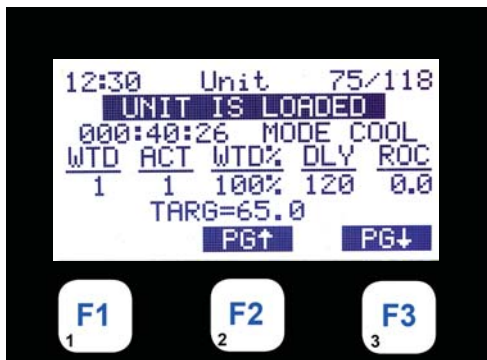 12:30 Unit 75/118
UNIT IS LOADED
000:40:26 MODE COOL
WTD ACT WTD% DLY ROC
1 1 100% 120 0.0
TARG=65.0
PG↑ PG↓
F1 F2 F3
1 2 3